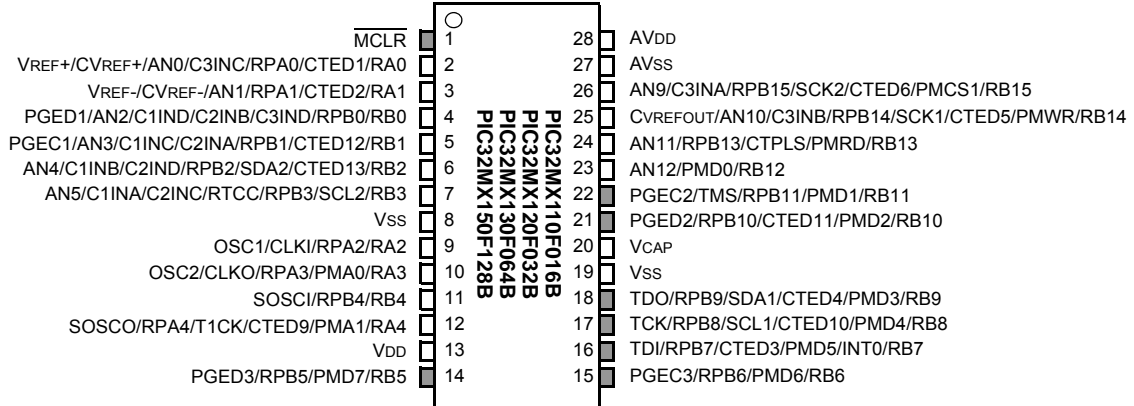 MCLR 1
VREF+/CVREF+/AN0/C3INC/RPA0/CTED1/RA0 2
VREF-/CVREF-/AN1/RPA1/CTED2/RA1 3
PGED1/AN2/C1IND/C2INB/C3IND/RPB0/RB0 4
PGEC1/AN3/C1INC/C2INA/RPB1/CTED12/RB1 5
AN4/C1INB/C2IND/RPB2/SDA2/CTED13/RB2 6
AN5/C1INA/C2INC/RTCC/RPB3/SCL2/RB3 7
VSS 8
OSC1/CLKI/RPA2/RA2 9
OSC2/CLKO/RPA3/PMA0/RA3 10
SOSCI/RPB4/RB4 11
SOSCO/RPA4/T1CK/CTED9/PMA1/RA4 12
VDD 13
PGED3/RPB5/PMD7/RB5 14
PIC32MX110F016B
PIC32MX120F032B
PIC32MX130F064B
PIC32MX150F128B
28 AVDD
27 AVSS
26 AN9/C3INA/RPB15/SCK2/CTED6/PMCS1/RB15
25 CVREFOUT/AN10/C3INB/RPB14/SCK1/CTED5/PMWR/RB14
24 AN11/RPB13/CTPLS/PMRD/RB13
23 AN12/PMD0/RB12
22 PGEC2/TMS/RPB11/PMD1/RB11
21 PGED2/RPB10/CTED11/PMD2/RB10
20 VCAP
19 VSS
18 TDO/RPB9/SDA1/CTED4/PMD3/RB9
17 TCK/RPB8/SCL1/CTED10/PMD4/RB8
16 TDI/RPB7/CTED3/PMD5/INT0/RB7
15 PGEC3/RPB6/PMD6/RB6